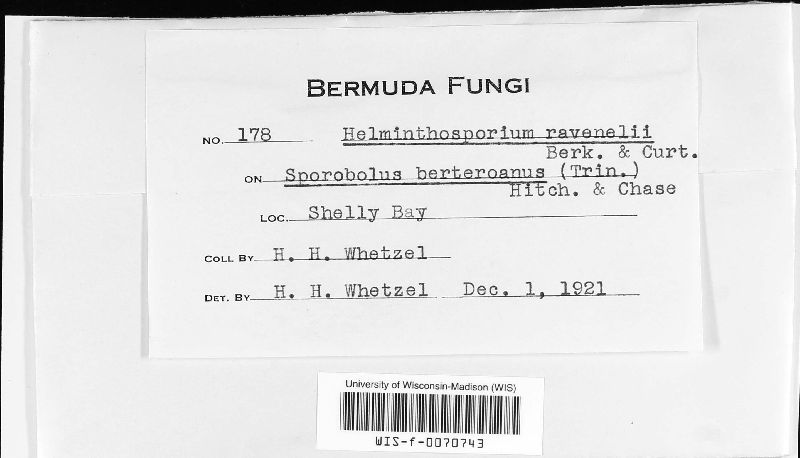 BERMUDA FUNGI
NO. 178 Helminthosporium ravenelii
Berk. & Curt.
ON Sporobolus berteroanus (Trin.)
Hitch. & Chase
LOC. Shelly Bay
COLL BY H. H. Whetzel
DET. BY H. H. Whetzel Dec. 1, 1921
University of Wisconsin-Madison (WIS)
WIS-f-0070743